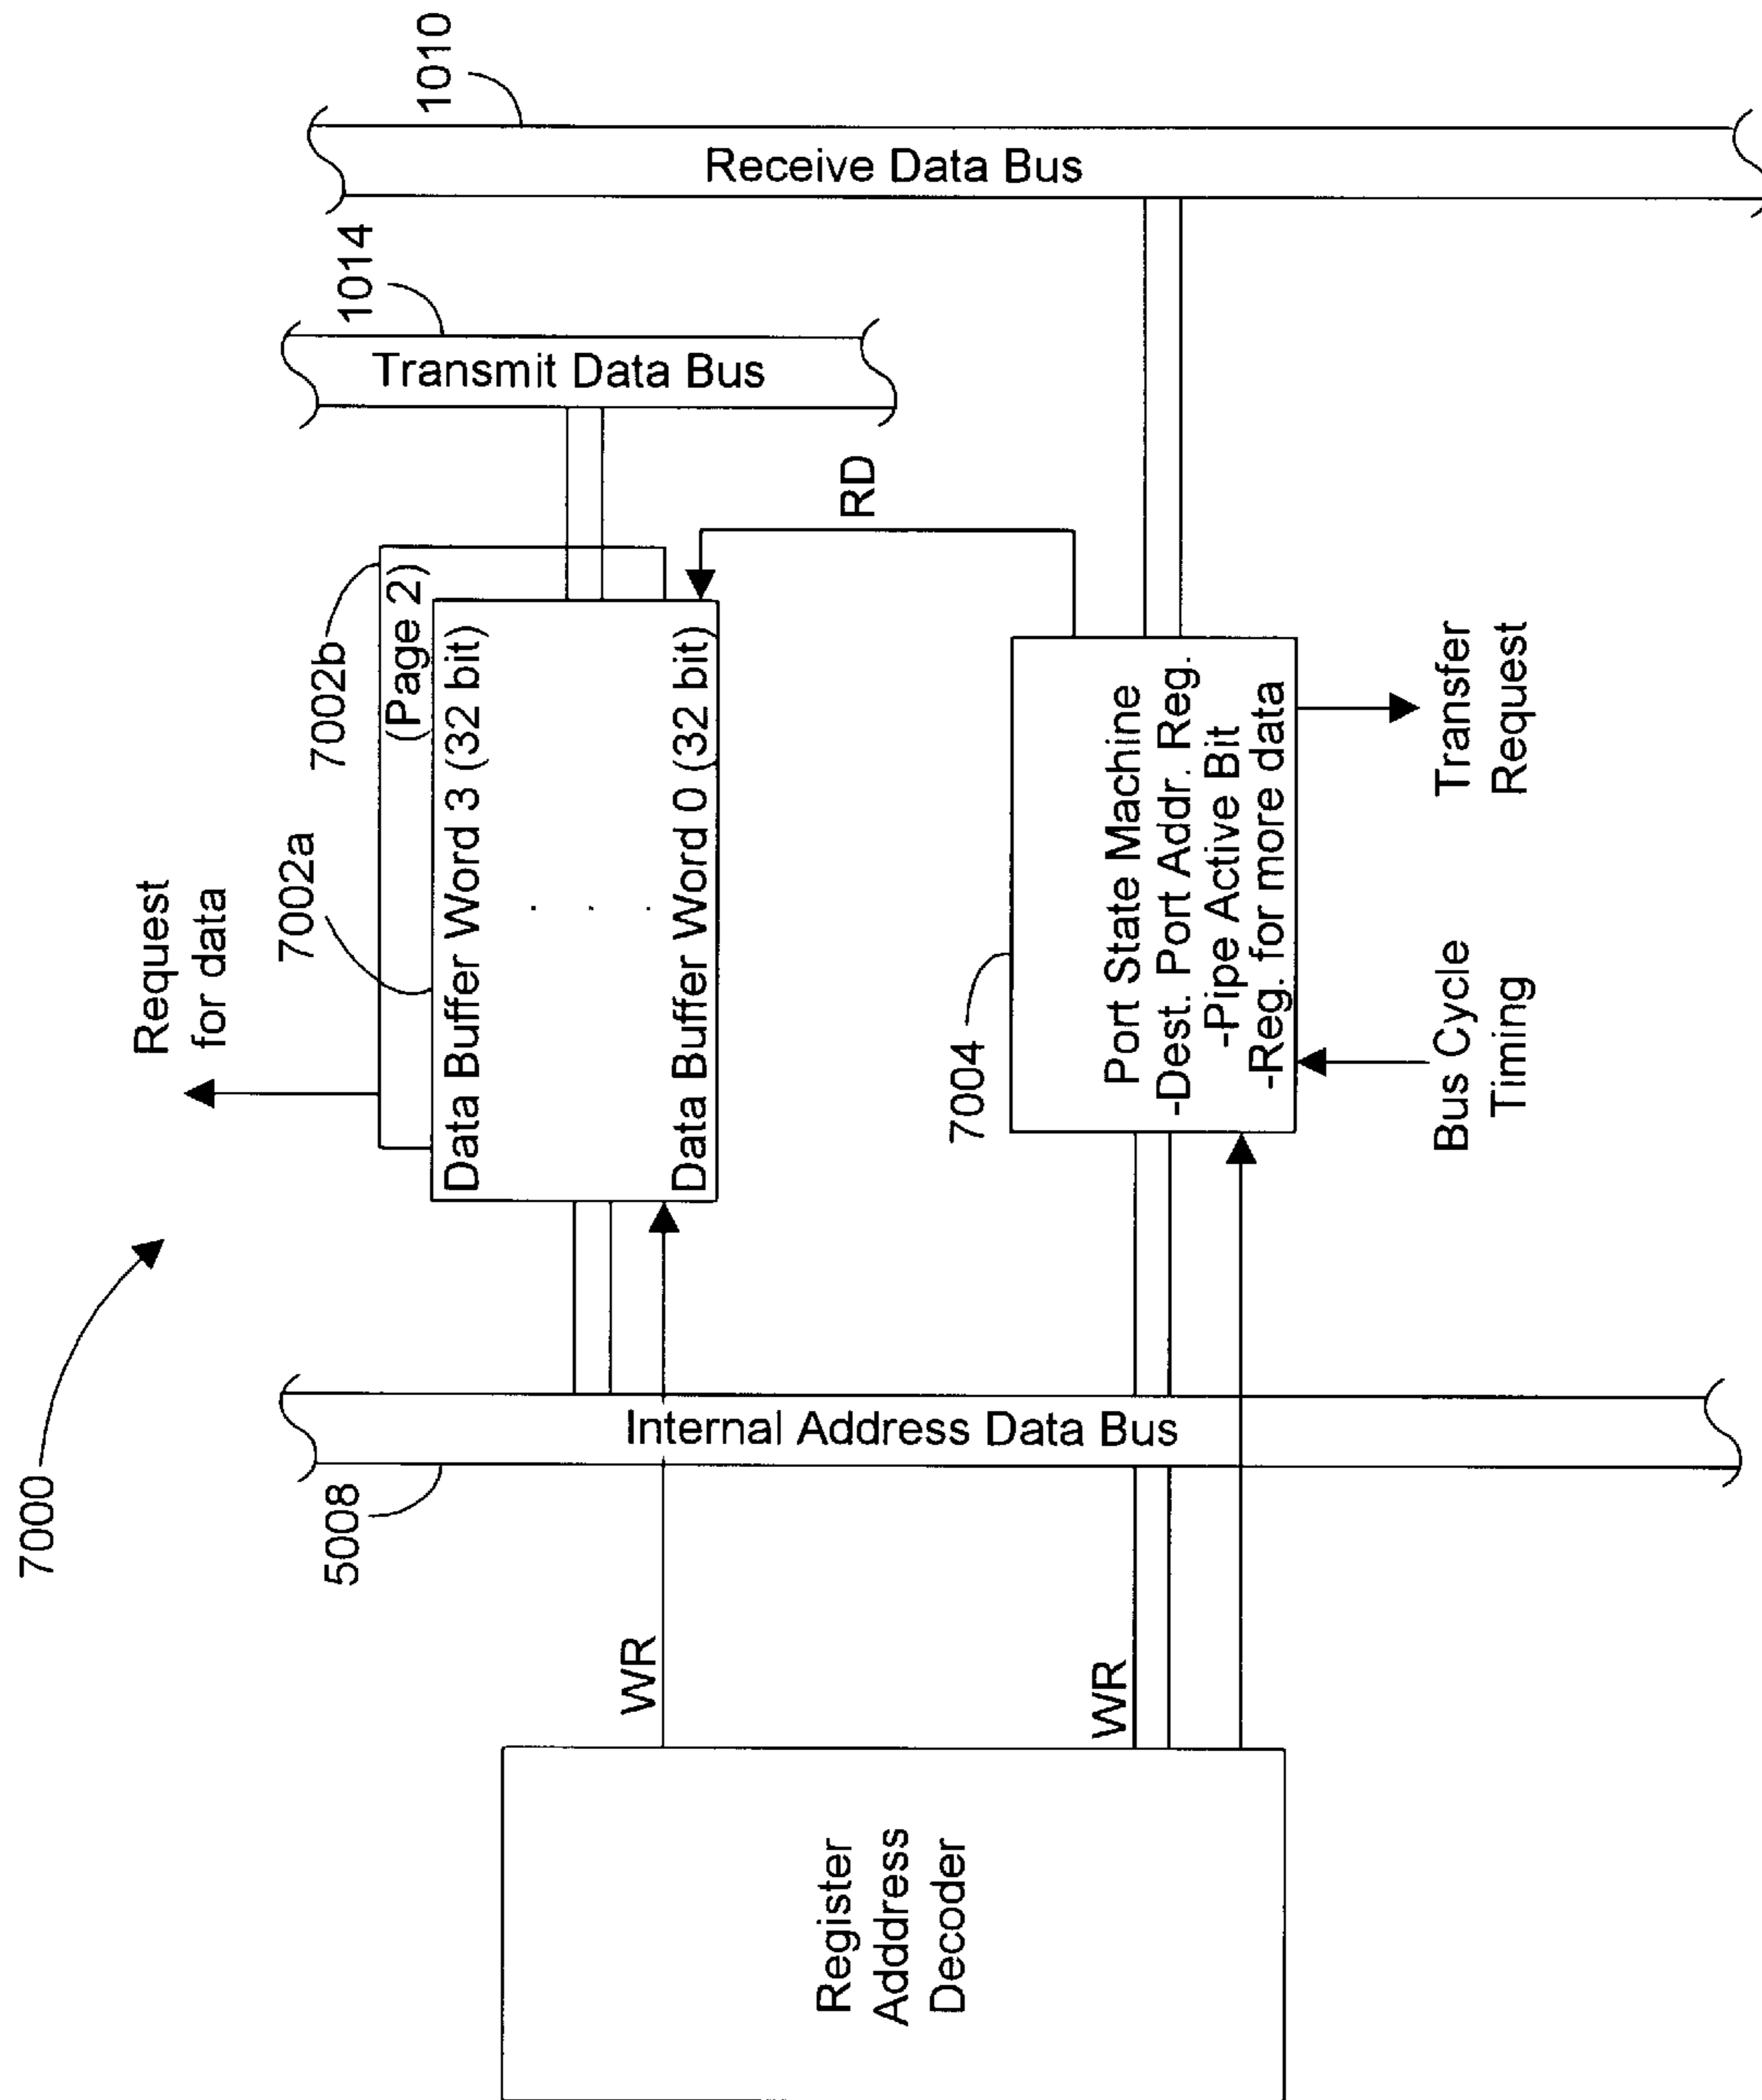 7000
Request
for data
7002a
7002b
(Page 2)
Data Buffer Word 3 (32 bit)
. . .
Data Buffer Word 0 (32 bit)
5008
Internal Address Data Bus
1014
Transmit Data Bus
1010
Receive Data Bus
WR
RD
Register
Adddress
Decoder
WR
7004
Port State Machine
-Dest. Port Addr. Reg.
-Pipe Active Bit
-Reg. for more data
Bus Cycle
Timing
Transfer
Request